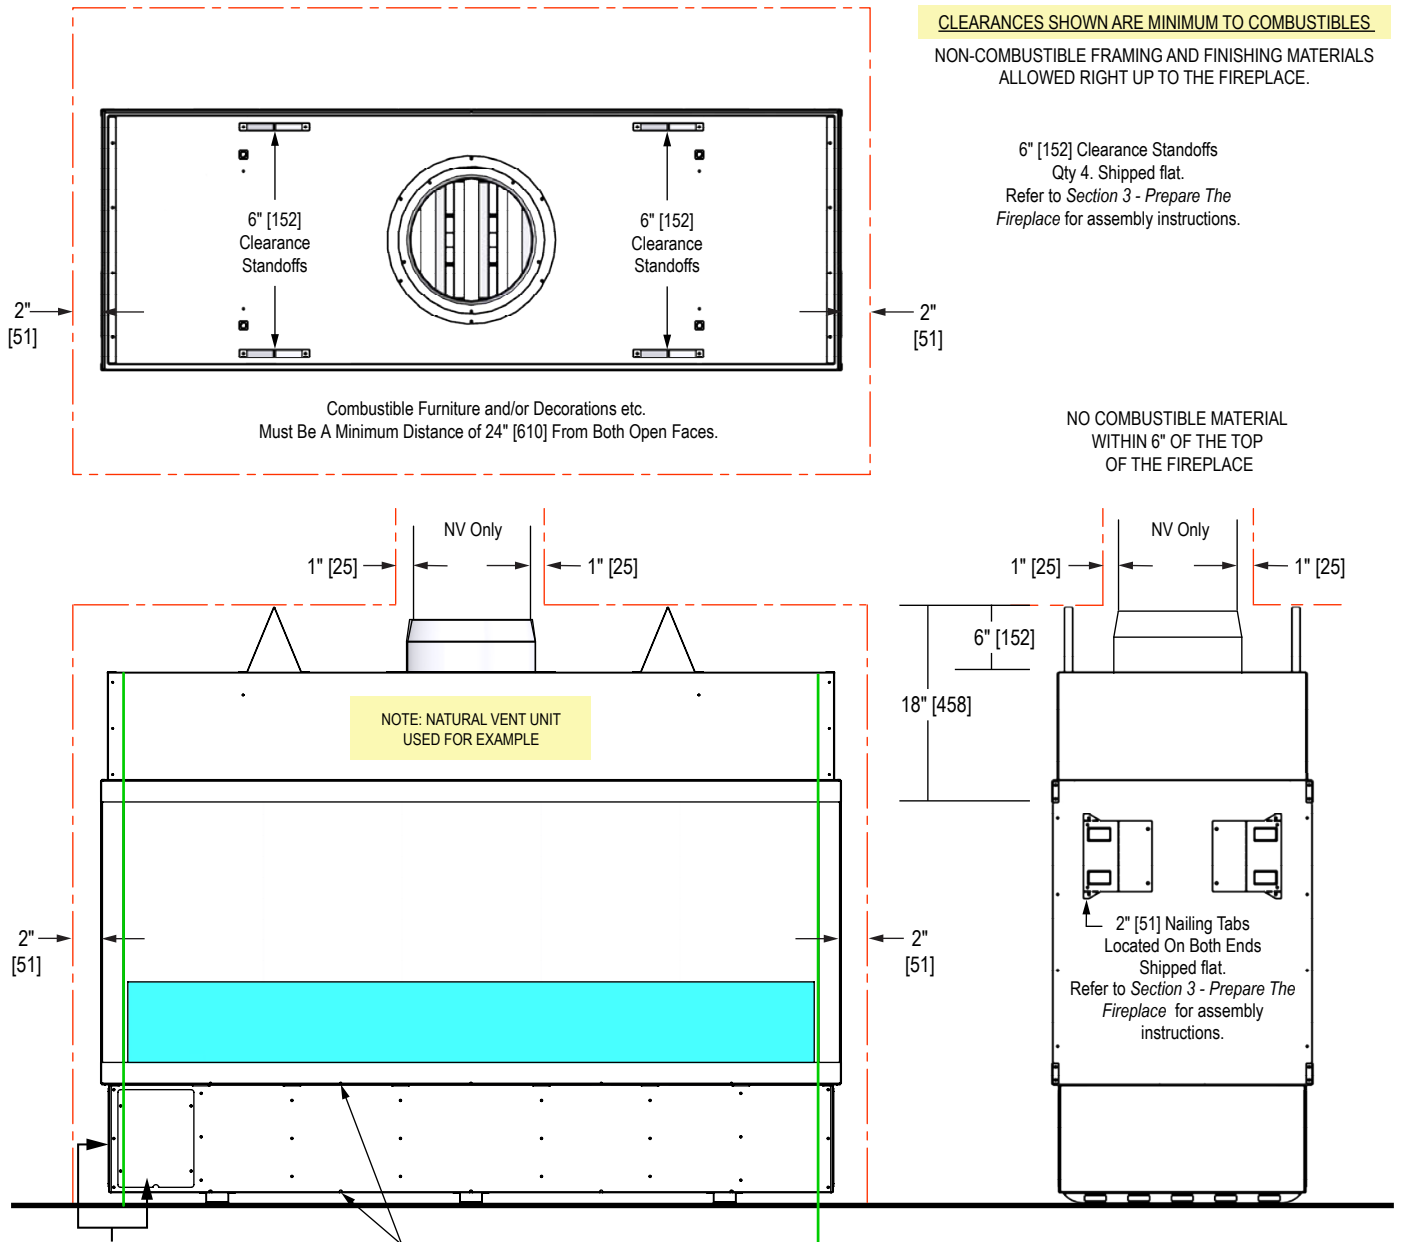 CLEARANCES SHOWN ARE MINIMUM TO COMBUSTIBLES
NON-COMBUSTIBLE FRAMING AND FINISHING MATERIALS
ALLOWED RIGHT UP TO THE FIREPLACE.
6" [152] Clearance Standoffs
Qty 4. Shipped flat.
Refer to Section 3 - Prepare The
Fireplace for assembly instructions.
6" [152]
Clearance
Standoffs
6" [152]
Clearance
Standoffs
2"
[51]
2"
[51]
Combustible Furniture and/or Decorations etc.
Must Be A Minimum Distance of 24" [610] From Both Open Faces.
NO COMBUSTIBLE MATERIAL
WITHIN 6" OF THE TOP
OF THE FIREPLACE
NV Only
1" [25]
1" [25]
NV Only
1" [25]
1" [25]
6" [152]
18" [458]
NOTE: NATURAL VENT UNIT
USED FOR EXAMPLE
2"
[51]
2"
[51]
2" [51] Nailing Tabs
Located On Both Ends
Shipped flat.
Refer to Section 3 - Prepare The
Fireplace for assembly
instructions.